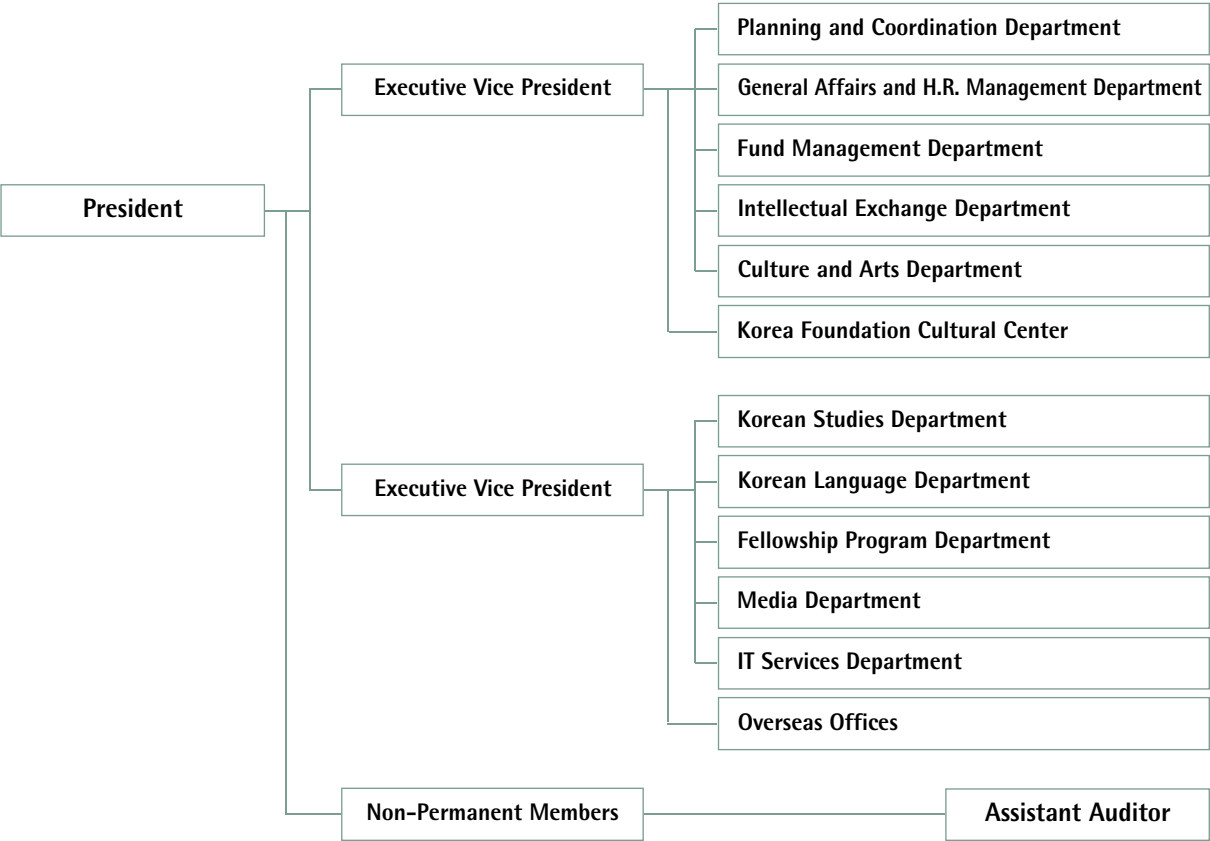 President
Executive Vice President
Planning and Coordination Department
General Affairs and H.R. Management Department
Fund Management Department
Intellectual Exchange Department
Culture and Arts Department
Korea Foundation Cultural Center
Executive Vice President
Korean Studies Department
Korean Language Department
Fellowship Program Department
Media Department
IT Services Department
Overseas Offices
Non-Permanent Members
Assistant Auditor